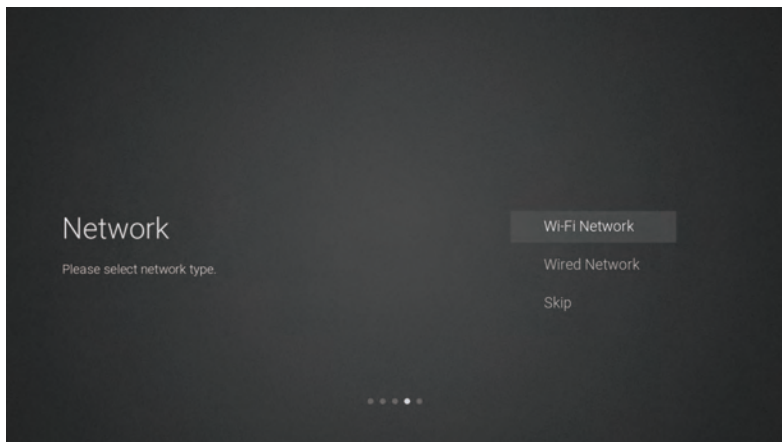 Network
Please select network type.
Wi-Fi Network
Wired Network
Skip